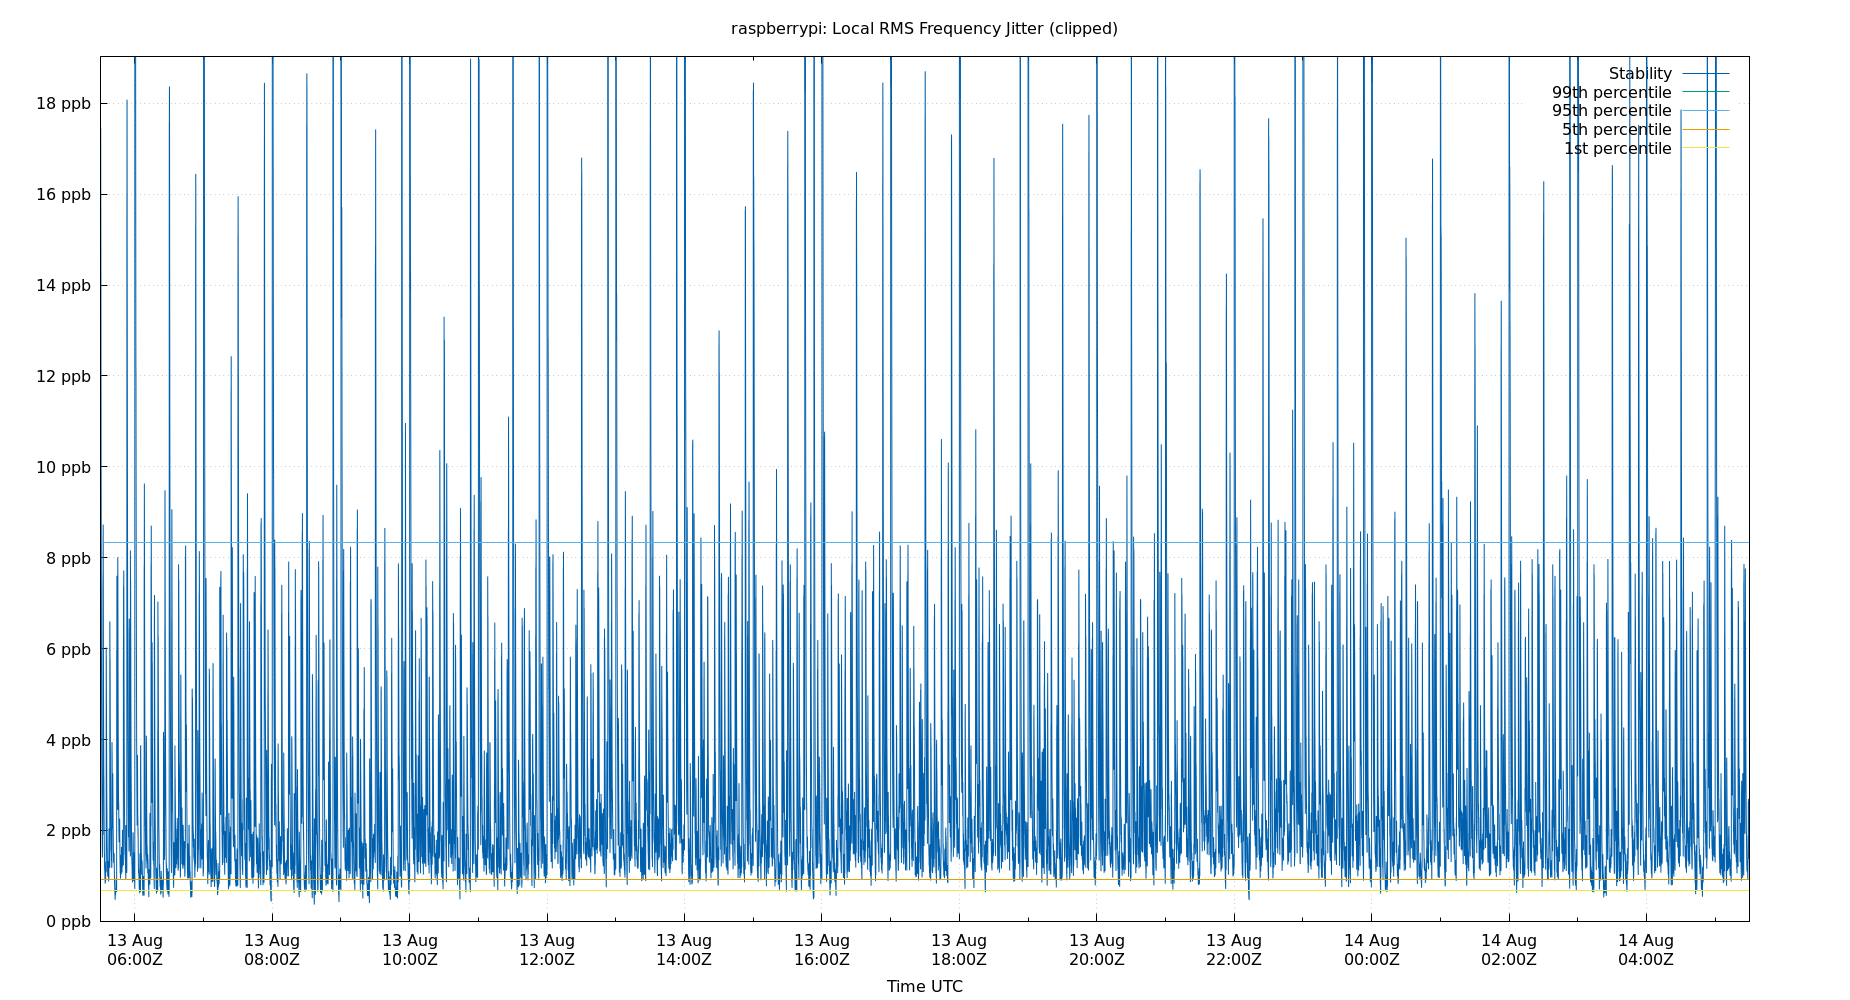 raspberrypi: Local RMS Frequency Jitter (clipped)
Stability
99th percentile
95th percentile
5th percentile
1st percentile
18 ppb
16 ppb
14 ppb
12 ppb
10 ppb
8 ppb
6 ppb
4 ppb
2 ppb
0 ppb
13 Aug 13 Aug 13 Aug 13 Aug 13 Aug 13 Aug 13 Aug 13 Aug 13 Aug 14 Aug 14 Aug 14 Aug
06:00Z 08:00Z 10:00Z 12:00Z 14:00Z 16:00Z 18:00Z 20:00Z 22:00Z 00:00Z 02:00Z 04:00Z
Time UTC